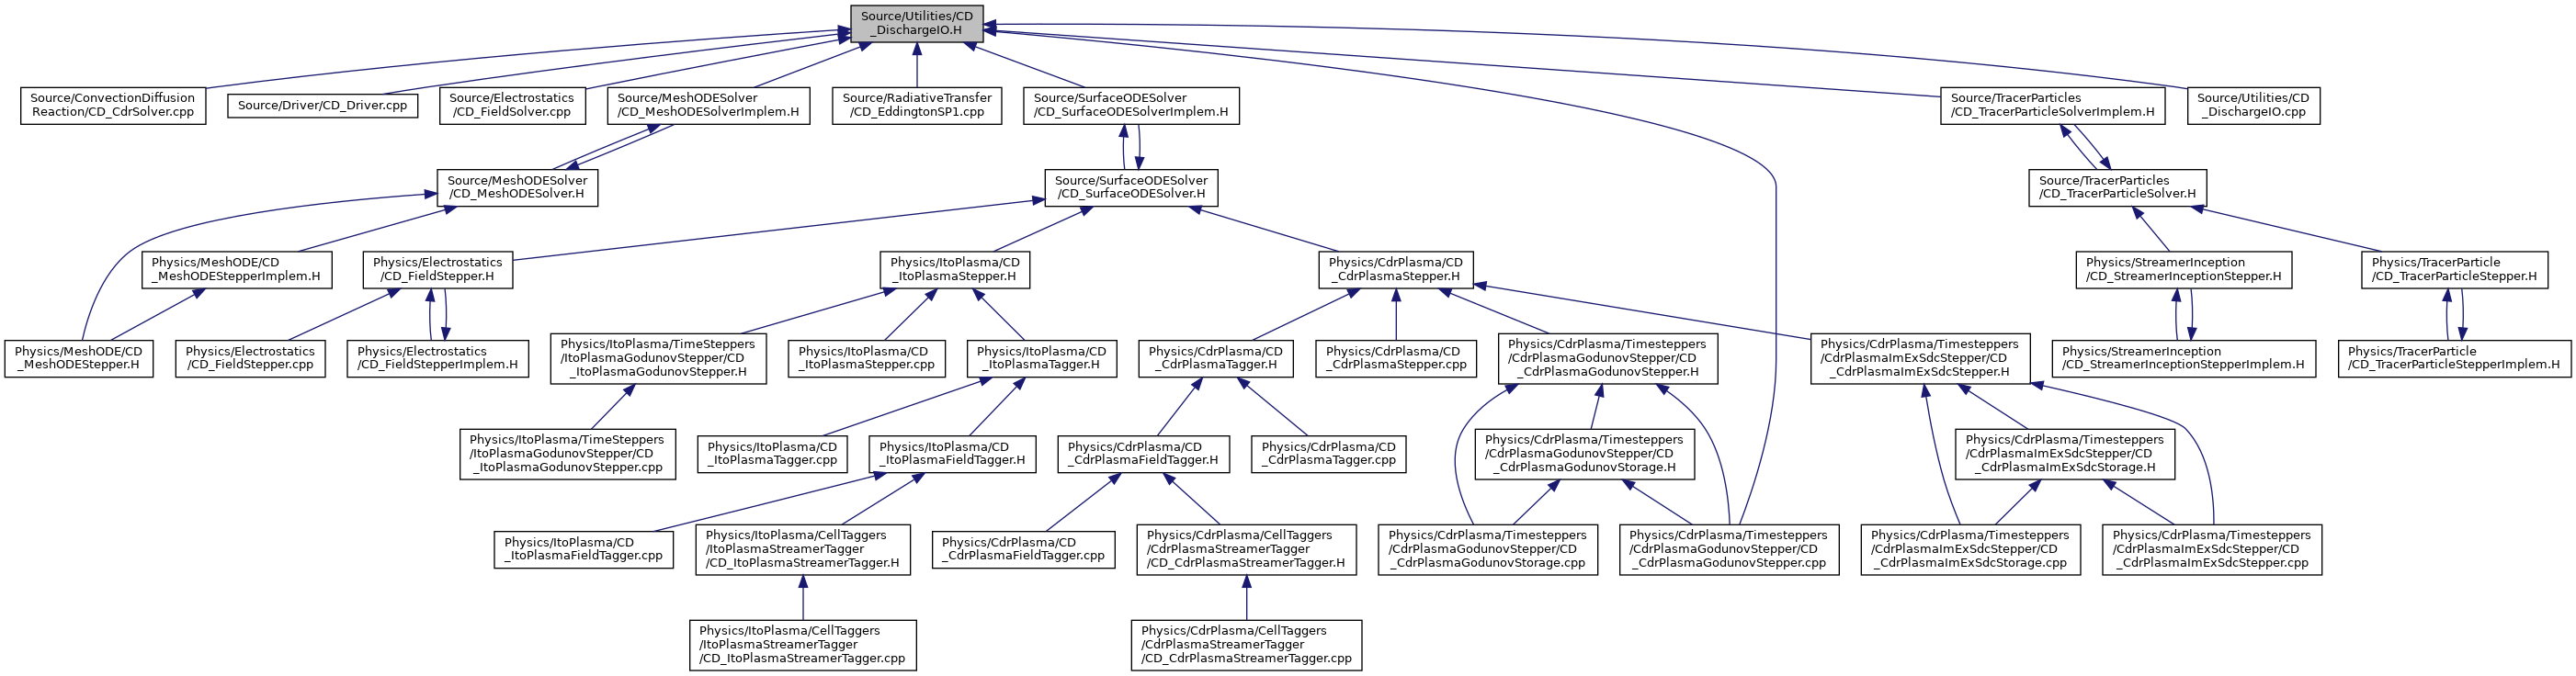 Source/Utilities/CD
_DischargeIO.H
Source/ConvectionDiffusion
Reaction/CD_CdrSolver.cpp
Source/Driver/CD_Driver.cpp
Source/Electrostatics
/CD_FieldSolver.cpp
Source/MeshODESolver
/CD_MeshODESolverImplem.H
Source/RadiativeTransfer
/CD_EddingtonSP1.cpp
Source/SurfaceODESolver
/CD_SurfaceODESolverImplem.H
Source/TracerParticles
/CD_TracerParticleSolverImplem.H
Source/Utilities/CD
_DischargeIO.cpp
Source/MeshODESolver
/CD_MeshODESolver.H
Source/SurfaceODESolver
/CD_SurfaceODESolver.H
Source/TracerParticles
/CD_TracerParticleSolver.H
Physics/MeshODE/CD
_MeshODEStepperImplem.H
Physics/Electrostatics
/CD_FieldStepper.H
Physics/ItoPlasma/CD
_ItoPlasmaStepper.H
Physics/CdrPlasma/CD
_CdrPlasmaStepper.H
Physics/StreamerInception
/CD_StreamerInceptionStepper.H
Physics/TracerParticle
/CD_TracerParticleStepper.H
Physics/MeshODE/CD
_MeshODEStepper.H
Physics/Electrostatics
/CD_FieldStepper.cpp
Physics/Electrostatics
/CD_FieldStepperImplem.H
Physics/ItoPlasma/TimeSteppers
/ItoPlasmaGodunovStepper/CD
_ItoPlasmaGodunovStepper.H
Physics/ItoPlasma/CD
_ItoPlasmaStepper.cpp
Physics/ItoPlasma/CD
_ItoPlasmaTagger.H
Physics/CdrPlasma/CD
_CdrPlasmaTagger.H
Physics/CdrPlasma/CD
_CdrPlasmaStepper.cpp
Physics/CdrPlasma/Timesteppers
/CdrPlasmaGodunovStepper/CD
_CdrPlasmaGodunovStepper.H
Physics/CdrPlasma/Timesteppers
/CdrPlasmaImExSdcStepper/CD
_CdrPlasmaImExSdcStepper.H
Physics/StreamerInception
/CD_StreamerInceptionStepperImplem.H
Physics/TracerParticle
/CD_TracerParticleStepperImplem.H
Physics/ItoPlasma/TimeSteppers
/ItoPlasmaGodunovStepper/CD
_ItoPlasmaGodunovStepper.cpp
Physics/ItoPlasma/CD
_ItoPlasmaTagger.cpp
Physics/ItoPlasma/CD
_ItoPlasmaFieldTagger.H
Physics/CdrPlasma/CD
_CdrPlasmaFieldTagger.H
Physics/CdrPlasma/CD
_CdrPlasmaTagger.cpp
Physics/CdrPlasma/Timesteppers
/CdrPlasmaGodunovStepper/CD
_CdrPlasmaGodunovStorage.H
Physics/CdrPlasma/Timesteppers
/CdrPlasmaImExSdcStepper/CD
_CdrPlasmaImExSdcStorage.H
Physics/ItoPlasma/CD
_ItoPlasmaFieldTagger.cpp
Physics/ItoPlasma/CellTaggers
/ItoPlasmaStreamerTagger
/CD_ItoPlasmaStreamerTagger.H
Physics/CdrPlasma/CD
_CdrPlasmaFieldTagger.cpp
Physics/CdrPlasma/CellTaggers
/CdrPlasmaStreamerTagger
/CD_CdrPlasmaStreamerTagger.H
Physics/CdrPlasma/Timesteppers
/CdrPlasmaGodunovStepper/CD
_CdrPlasmaGodunovStorage.cpp
Physics/CdrPlasma/Timesteppers
/CdrPlasmaGodunovStepper/CD
_CdrPlasmaGodunovStepper.cpp
Physics/CdrPlasma/Timesteppers
/CdrPlasmaImExSdcStepper/CD
_CdrPlasmaImExSdcStorage.cpp
Physics/CdrPlasma/Timesteppers
/CdrPlasmaImExSdcStepper/CD
_CdrPlasmaImExSdcStepper.cpp
Physics/ItoPlasma/CellTaggers
/ItoPlasmaStreamerTagger
/CD_ItoPlasmaStreamerTagger.cpp
Physics/CdrPlasma/CellTaggers
/CdrPlasmaStreamerTagger
/CD_CdrPlasmaStreamerTagger.cpp